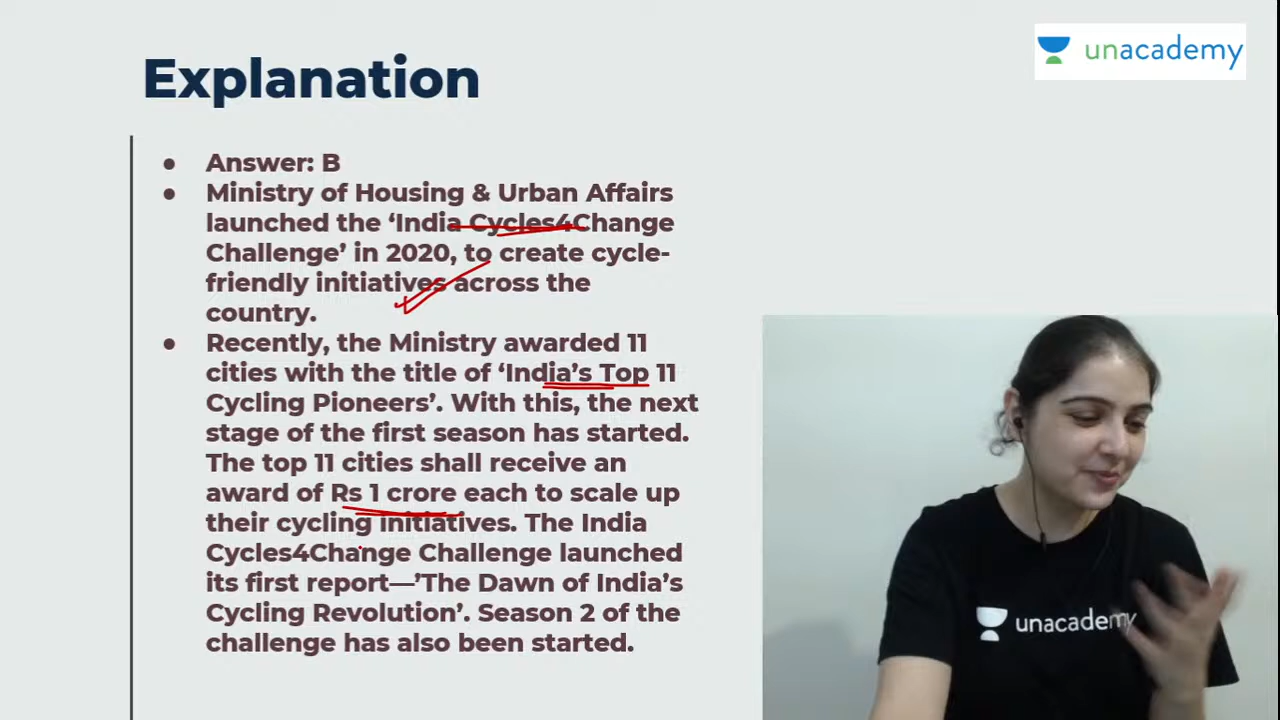 unacademy
Explanation
● Answer: B
● Ministry of Housing & Urban Affairs
launched the ‘India Cycles4Change
Challenge’ in 2020, to create cycle-
friendly initiatives across the
country.
● Recently, the Ministry awarded 11
cities with the title of ‘India’s Top 11
Cycling Pioneers’. With this, the next
stage of the first season has started.
The top 11 cities shall receive an
award of Rs 1 crore each to scale up
their cycling initiatives. The India
Cycles4Change Challenge launched
its first report—’The Dawn of India’s
Cycling Revolution’. Season 2 of the
challenge has also been started.
unacademy